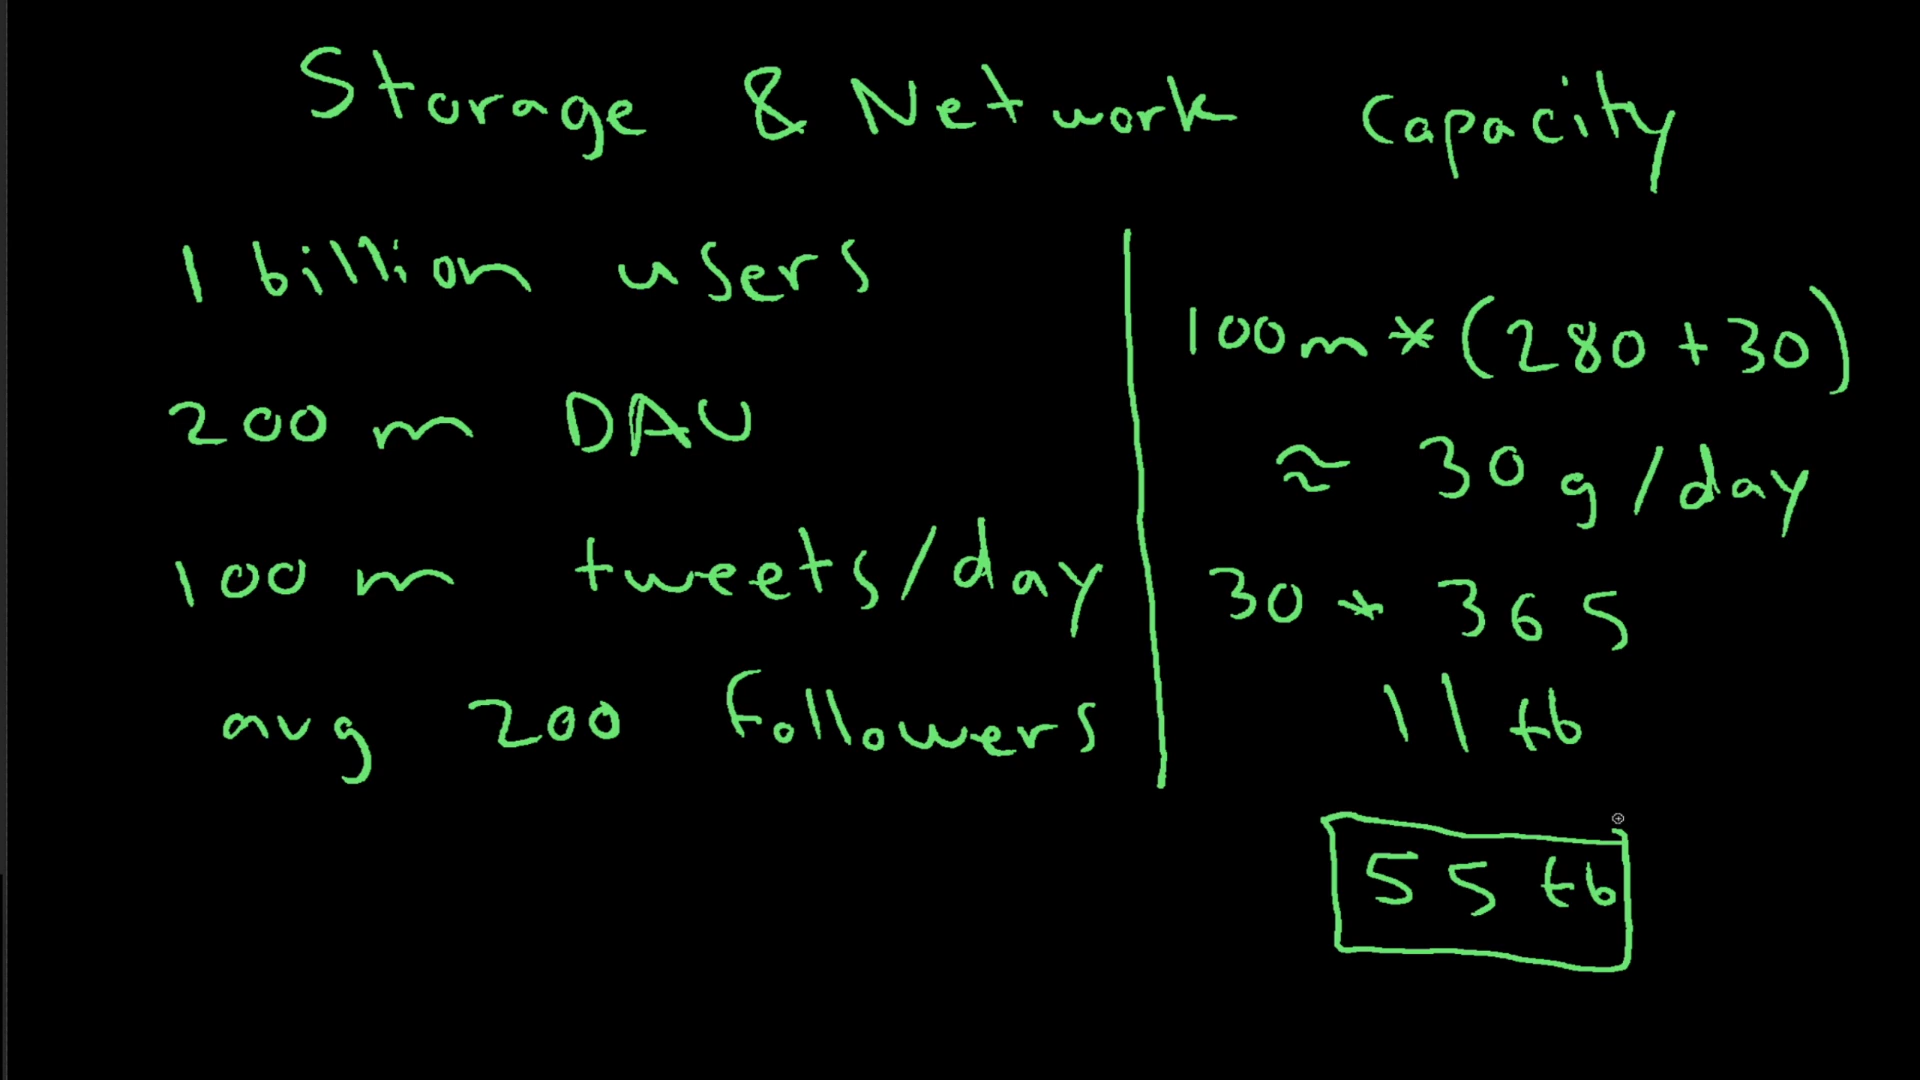 Storage & Network Capacity
1 billion users
200 m DAU
100 m tweets/day
avg 200 followers
100m * (280 + 30)
≈ 30 g/day
30 * 365
11 tb
55 tb